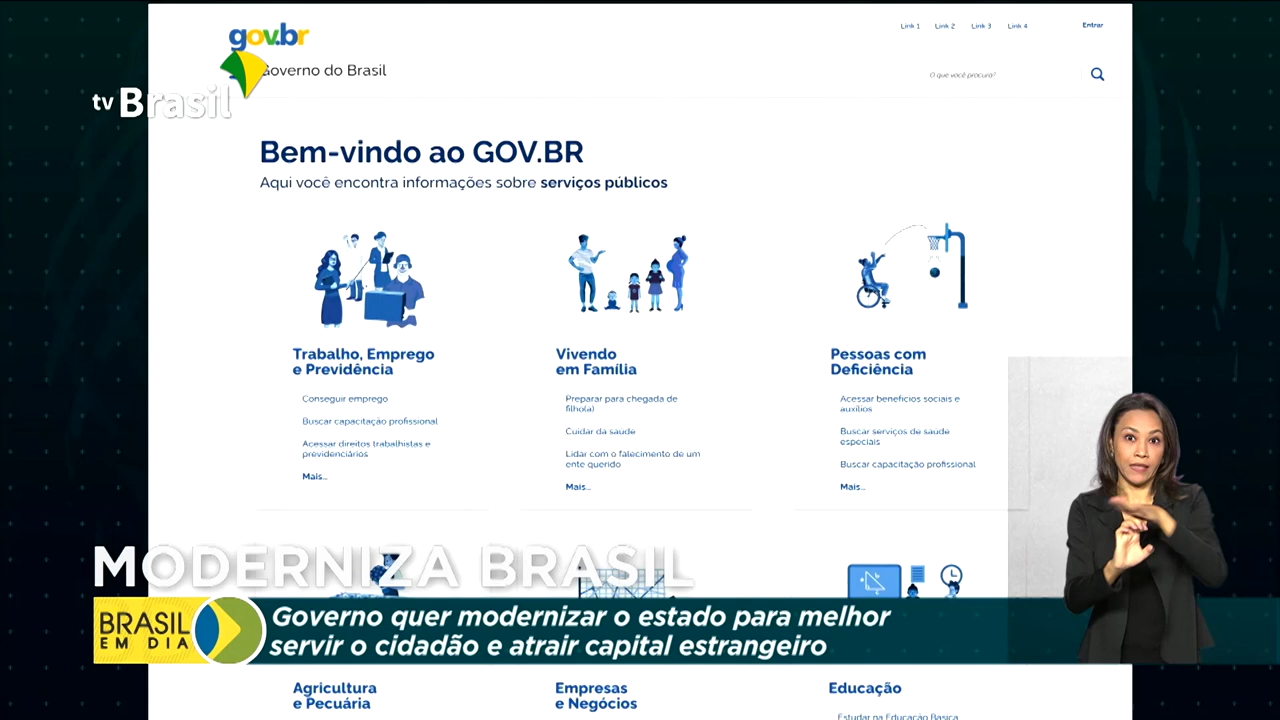 gov.br
Link 1 Link 2 Link 3 Link 4 Entrar
Governo do Brasil
O que você procura?
tv Brasil
Bem-vindo ao GOV.BR
Aqui você encontra informações sobre serviços públicos
Trabalho, Emprego
e Previdência
Conseguir emprego
Buscar capacitação profissional
Acessar direitos trabalhistas e
previdenciários
Mais...
Vivendo
em Família
Preparar para chegada de
filho(a)
Cuidar da saúde
Lidar com o falecimento de um
ente querido
Mais...
Pessoas com
Deficiência
Acessar benefícios sociais e
auxílios
Buscar serviços de saúde
especiais
Buscar capacitação profissional
Mais...
MODERNIZA BRASIL
BRASIL
EM DIA
Governo quer modernizar o estado para melhor
servir o cidadão e atrair capital estrangeiro
Agricultura
e Pecuária
Empresas
e Negócios
Educação
Estudar na Educação Básica